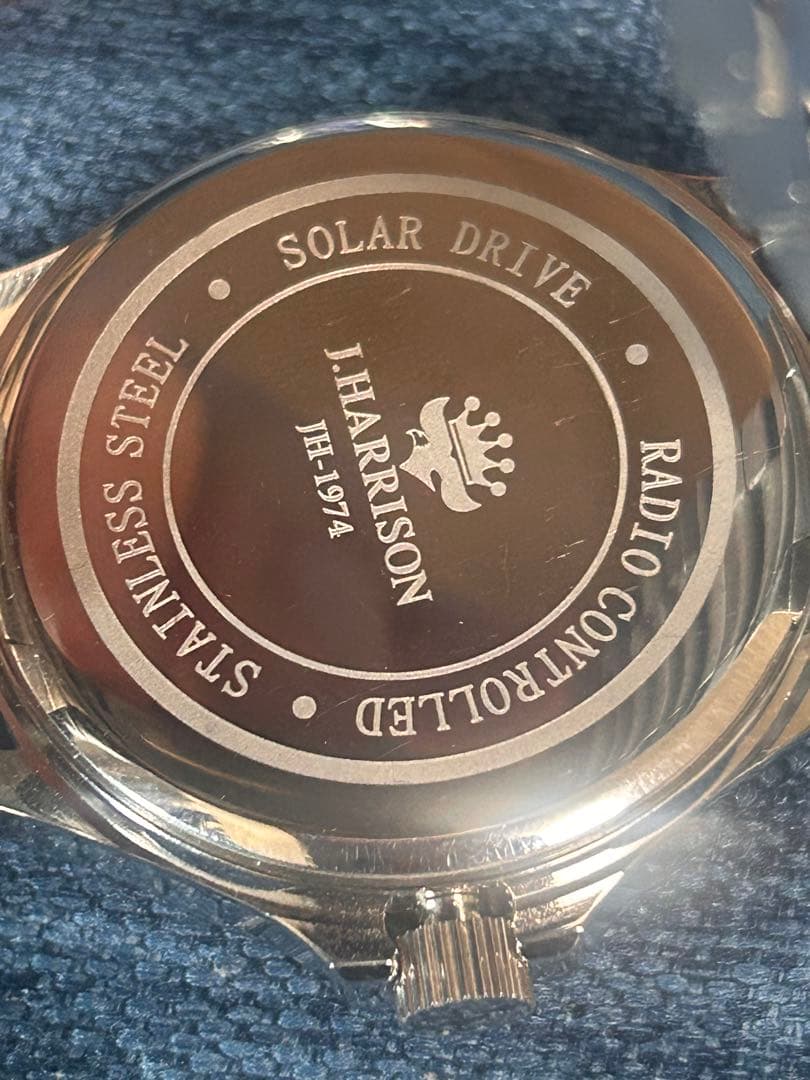 SOLAR DRIVE • RADIO CONTROLLED • STAINLESS STEEL •
J.HARRISON
JH-1974